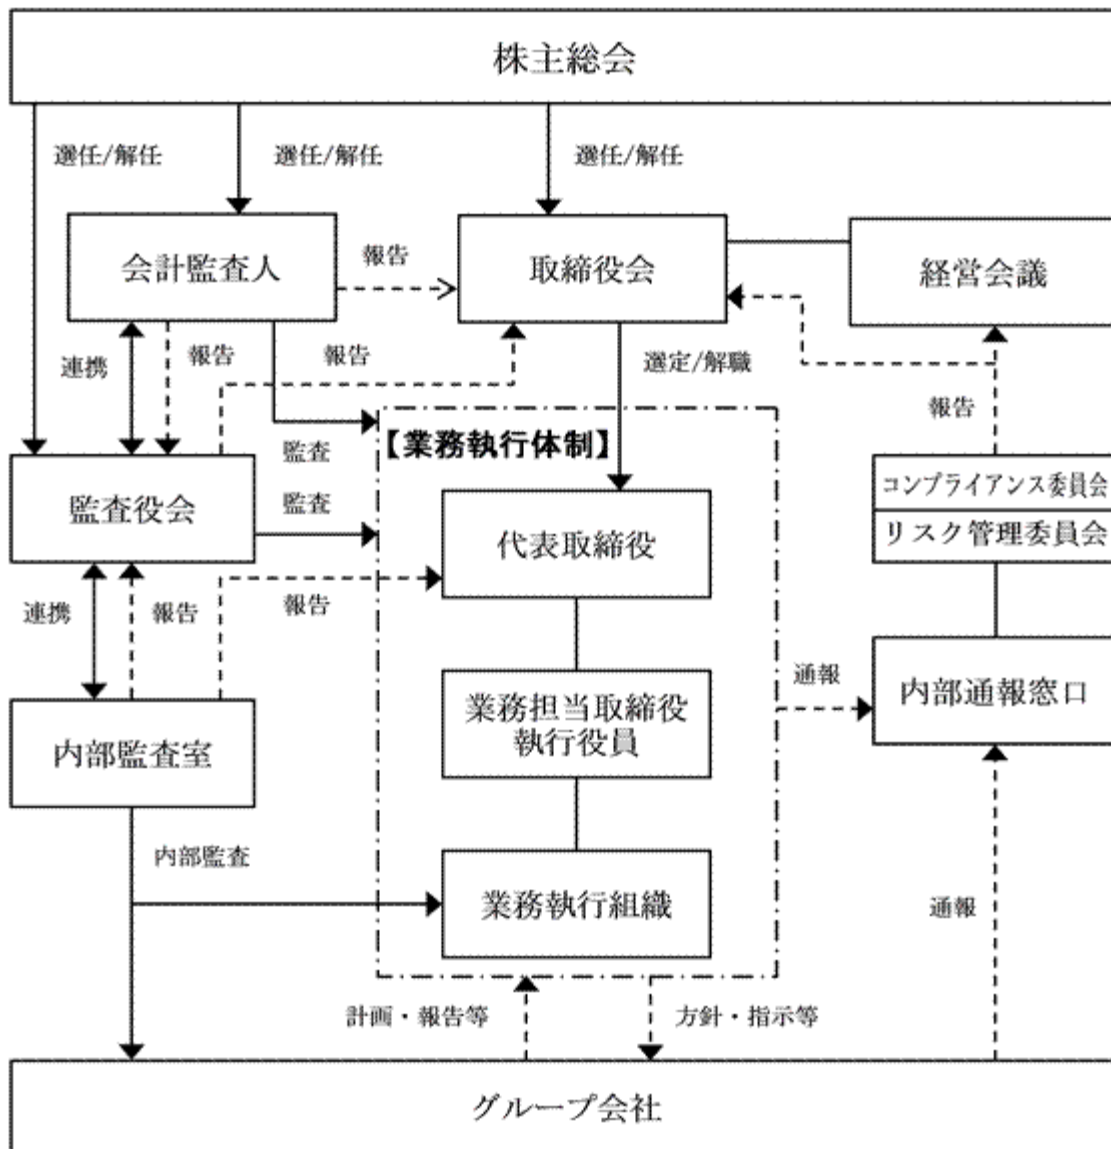 株主総会
選任/解任
選任/解任
選任/解任
会計監査人
報告
取締役会
経営会議
連携
報告
報告
選定/解職
報告
監査
【業務執行体制】
監査役会
監査
コンプライアンス委員会
リスク管理委員会
代表取締役
連携
報告
報告
通報
内部通報窓口
業務担当取締役
執行役員
内部監査室
内部監査
業務執行組織
通報
計画・報告等
方針・指示等
グループ会社